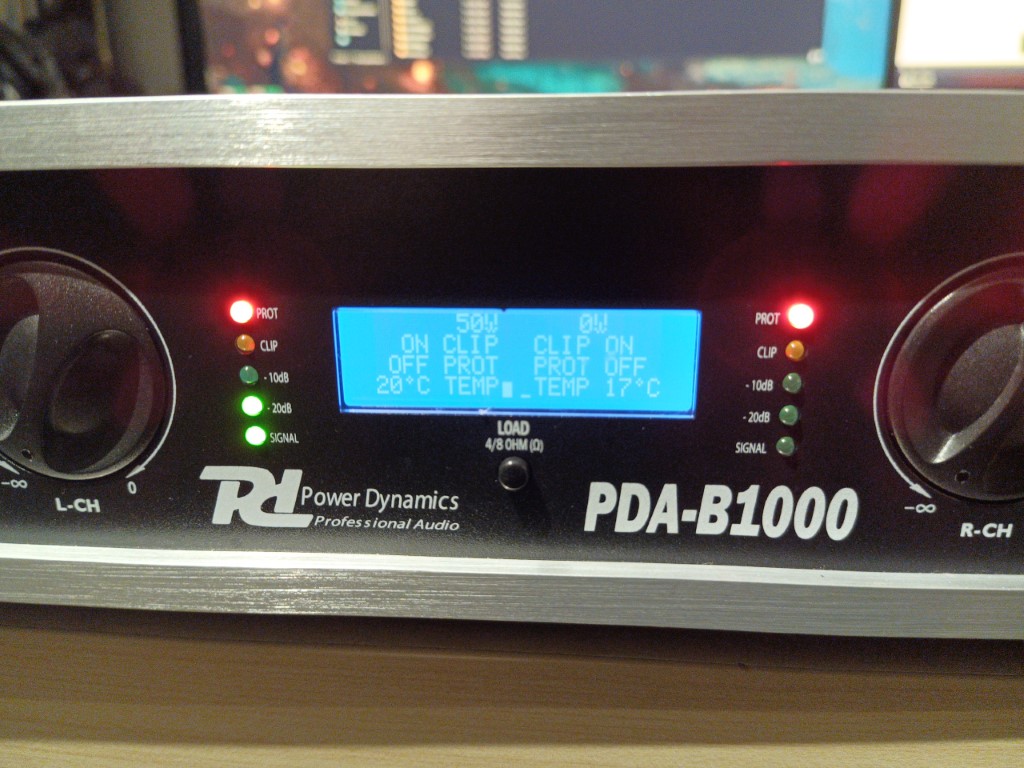 PROT
CLIP
-10dB
-20dB
SIGNAL
50W 0W
ON CLIP CLIP ON
OFF PROT PROT OFF
20°C TEMP _TEMP 17°C
LOAD
4/8 OHM (Ω)
PROT
CLIP
-10dB
-20dB
SIGNAL
-∞ 0
L-CH
PD Power Dynamics
Professional Audio
PDA-B1000
-∞
R-CH